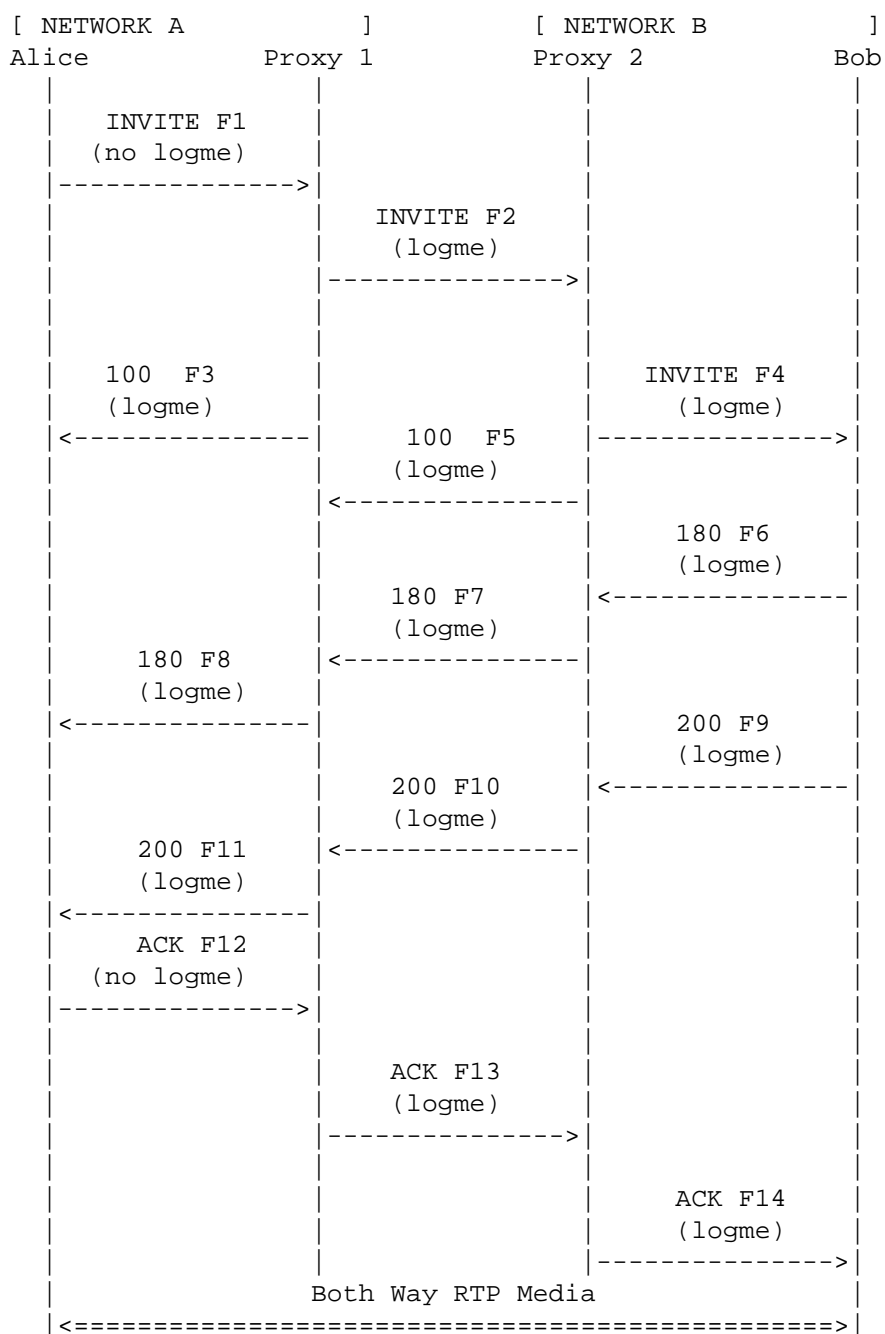 [ NETWORK A ] [ NETWORK B ]
Alice Proxy 1 Proxy 2 Bob
INVITE F1
(no logme)
INVITE F2
(logme)
100 F3 INVITE F4
(logme) (logme)
100 F5
(logme)
180 F6
(logme)
180 F7
(logme)
180 F8
(logme)
200 F9
(logme)
200 F10
(logme)
200 F11
(logme)
ACK F12
(no logme)
ACK F13
(logme)
ACK F14
(logme)
Both Way RTP Media